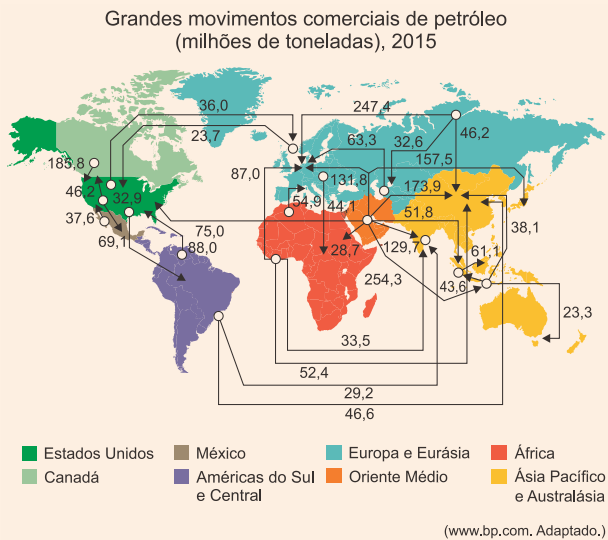 Grandes movimentos comerciais de petróleo
(milhões de toneladas), 2015
36,0
247,4
23,7
63,3
32,6
46,2
185,8
87,0
157,5
46,2
32,9
131,8
173,9
54,9
44,1
51,8
37,6
75,0
38,1
69,1
88,0
28,7
129,7
61,1
254,3
43,6
23,3
33,5
52,4
29,2
46,6
Estados Unidos
México
Europa e Eurásia
África
Canadá
Américas do Sul
e Central
Oriente Médio
Ásia Pacífico
e Australásia
(www.bp.com. Adaptado.)